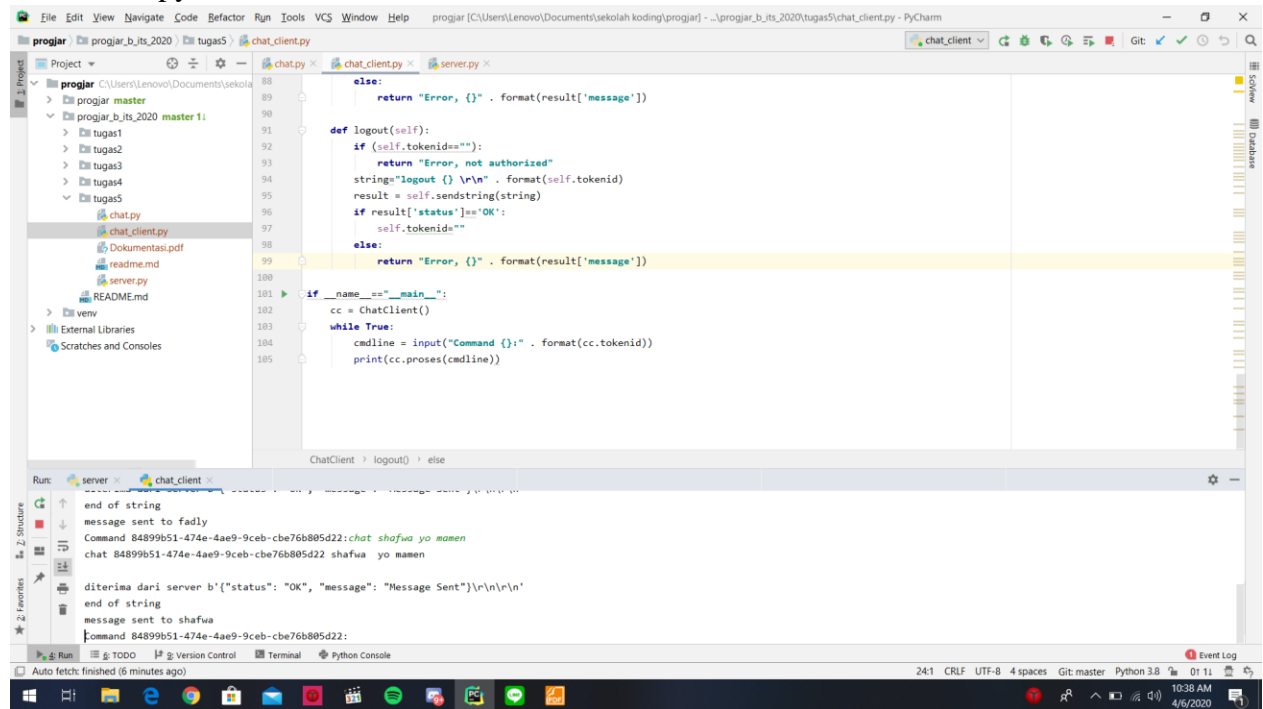 File Edit View Navigate Code Refactor Run Tools VCS Window Help progjar [C:\Users\Lenovo\Documents\sekolah koding\progjar] - ...\progjar_b_its_2020\tugas5\chat_client.py - PyCharm
progjar progjar_b_its_2020 tugas5 chat_client.py chat_client Git:
Project chat.py chat_client.py server.py
1: Project
progjar C:\Users\Lenovo\Documents\sekola
progjar master
progjar_b_its_2020 master 1↓
tugas1
tugas2
tugas3
tugas4
tugas5
chat.py
chat_client.py
Dokumentasi.pdf
readme.md
server.py
README.md
venv
External Libraries
Scratches and Consoles
88 else:
89 return "Error, {}" . format(result['message'])
90
91 def logout(self):
92 if (self.tokenid==""):
93 return "Error, not authorized"
94 string="logout {} \r\n" . format(self.tokenid)
95 result = self.sendstring(string)
96 if result['status']=='OK':
97 self.tokenid=""
98 else:
99 return "Error, {}" . format(result['message'])
100
101 if __name__=="__main__":
102 cc = ChatClient()
103 while True:
104 cmdline = input("Command {}:" . format(cc.tokenid))
105 print(cc.proses(cmdline))
SciView
Database
ChatClient › logout() › else
Run: server chat_client
end of string
message sent to fadly
Command 84899b51-474e-4ae9-9ceb-cbe76b805d22:chat shafwa yo mamen
chat 84899b51-474e-4ae9-9ceb-cbe76b805d22 shafwa  yo mamen
diterima dari server b'{"status": "OK", "message": "Message Sent"}\r\n\r\n'
end of string
message sent to shafwa
Command 84899b51-474e-4ae9-9ceb-cbe76b805d22:
Z: Structure
2: Favorites
4: Run 6: TODO 9: Version Control Terminal Python Console 1 Event Log
Auto fetch: finished (6 minutes ago) 24:1 CRLF UTF-8 4 spaces Git: master Python 3.8 0↑ 1↓
10:38 AM
4/6/2020